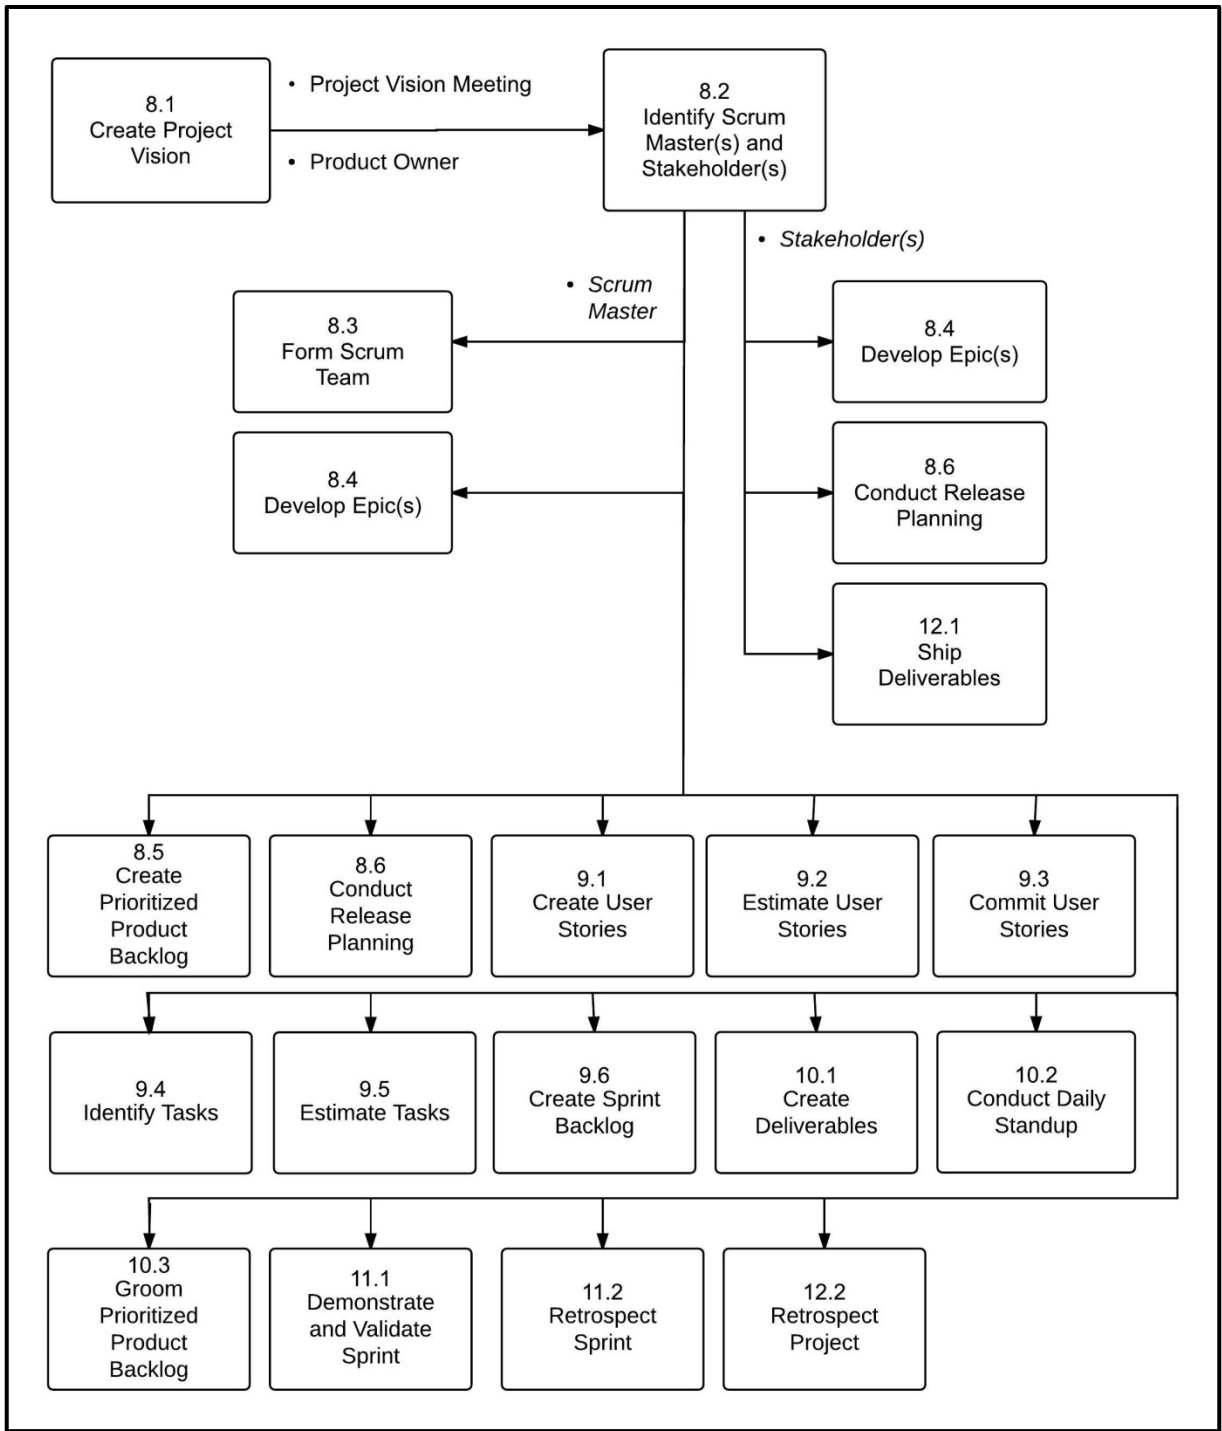 8.1
Create Project
Vision
• Project Vision Meeting
• Product Owner
8.2
Identify Scrum
Master(s) and
Stakeholder(s)
• Stakeholder(s)
• Scrum
Master
8.3
Form Scrum
Team
8.4
Develop Epic(s)
8.4
Develop Epic(s)
8.6
Conduct Release
Planning
12.1
Ship
Deliverables
8.5
Create
Prioritized
Product
Backlog
8.6
Conduct
Release
Planning
9.1
Create User
Stories
9.2
Estimate User
Stories
9.3
Commit User
Stories
9.4
Identify Tasks
9.5
Estimate Tasks
9.6
Create Sprint
Backlog
10.1
Create
Deliverables
10.2
Conduct Daily
Standup
10.3
Groom
Prioritized
Product
Backlog
11.1
Demonstrate
and Validate
Sprint
11.2
Retrospect
Sprint
12.2
Retrospect
Project